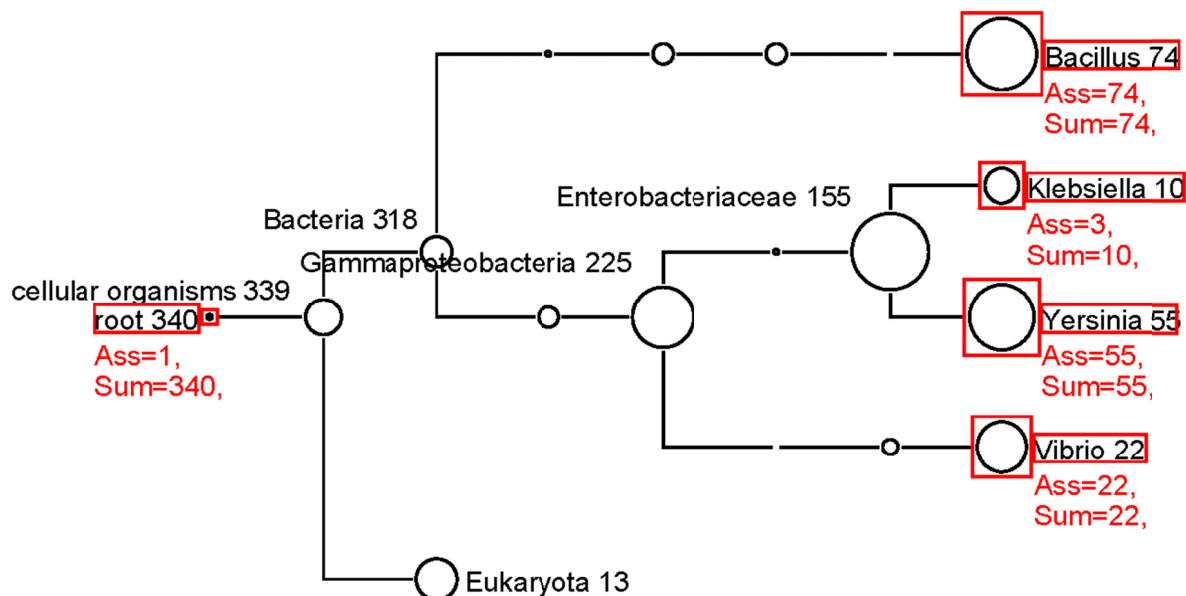 Bacillus 74
Ass=74,
Sum=74,
Enterobacteriaceae 155
Klebsiella 10
Ass=3,
Sum=10,
Bacteria 318
Gammaproteobacteria 225
cellular organisms 339
root 340
Ass=1,
Sum=340,
Yersinia 55
Ass=55,
Sum=55,
Vibrio 22
Ass=22,
Sum=22,
Eukaryota 13